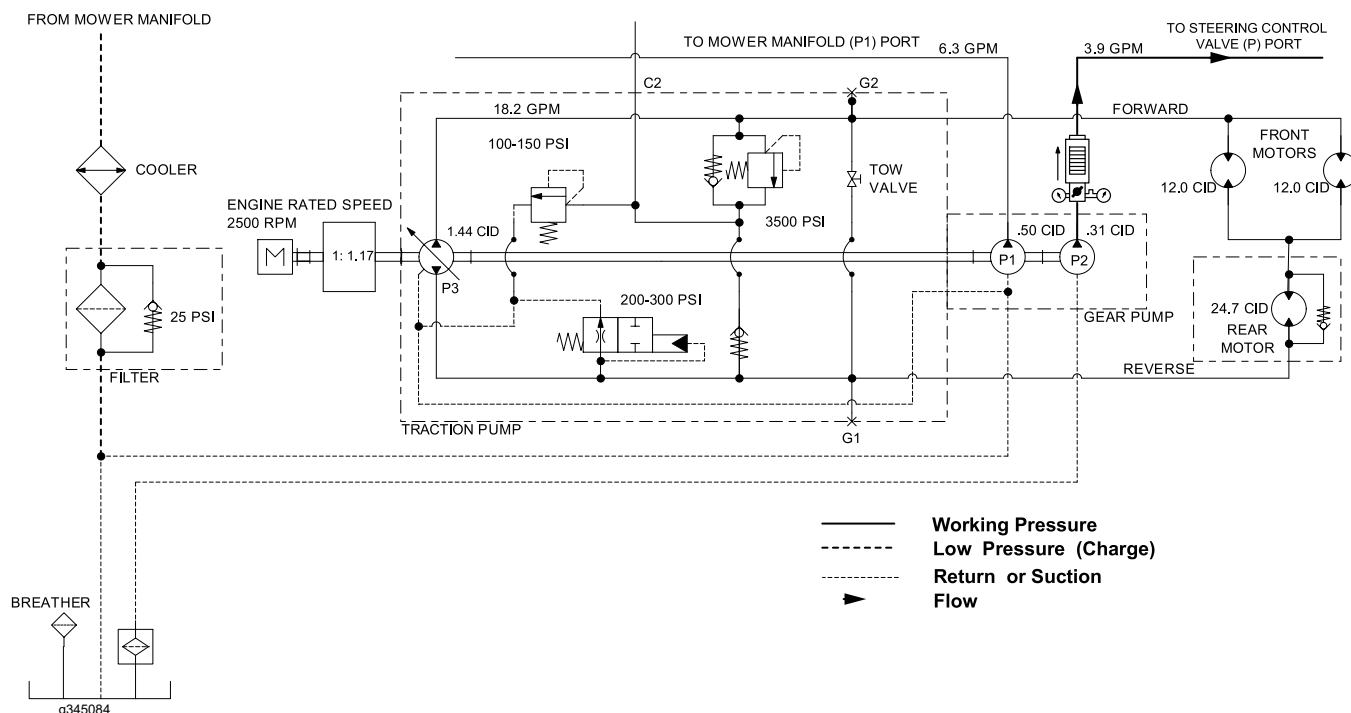 FROM MOWER MANIFOLD
TO MOWER MANIFOLD (P1) PORT
6.3 GPM
3.9 GPM
TO STEERING CONTROL
VALVE (P) PORT
C2
G2
18.2 GPM
FORWARD
100-150 PSI
COOLER
FRONT
MOTORS
TOW
VALVE
12.0 CID
12.0 CID
ENGINE RATED SPEED
2500 RPM
3500 PSI
1.44 CID
.50 CID
.31 CID
M
1: 1.17
P1
P2
P3
200-300 PSI
25 PSI
GEAR PUMP
24.7 CID
REAR
MOTOR
FILTER
REVERSE
TRACTION PUMP
G1
Working Pressure
Low Pressure (Charge)
Return or Suction
Flow
BREATHER
g345084